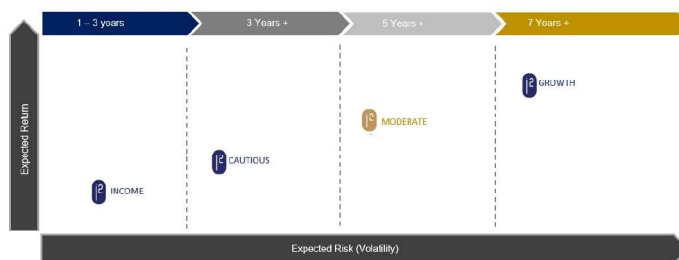 1 – 3 years
3 Years +
5 Years +
7 Years +
Expected Return
GROWTH
MODERATE
CAUTIOUS
INCOME
Expected Risk (Volatility)